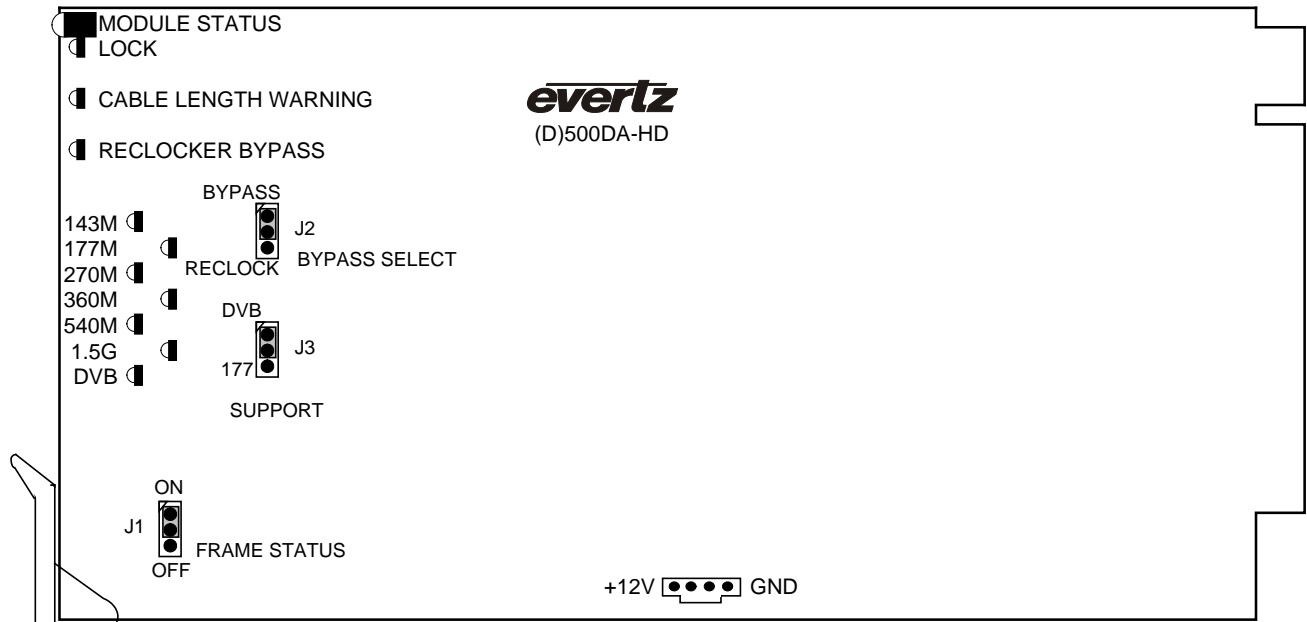 MODULE STATUS
LOCK
CABLE LENGTH WARNING
RECLOCKER BYPASS
evertz
(D)500DA-HD
BYPASS
J2
RECLOCK
BYPASS SELECT
143M
177M
270M
360M
540M
1.5G
DVB
DVB
J3
177
SUPPORT
ON
J1
FRAME STATUS
OFF
+12V
GND